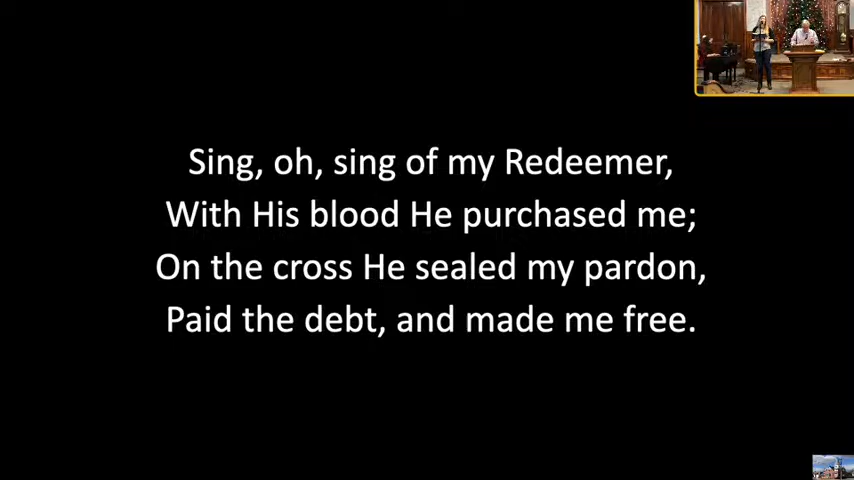 Sing, oh, sing of my Redeemer,
With His blood He purchased me;
On the cross He sealed my pardon,
Paid the debt, and made me free.